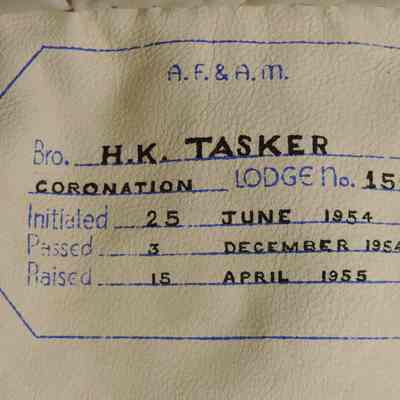 A.F. & A.M.
Bro. H.K. TASKER
CORONATION LODGE No. 15
Initiated 25 JUNE 1954
Passed 3 DECEMBER 1954
Raised 15 APRIL 1955